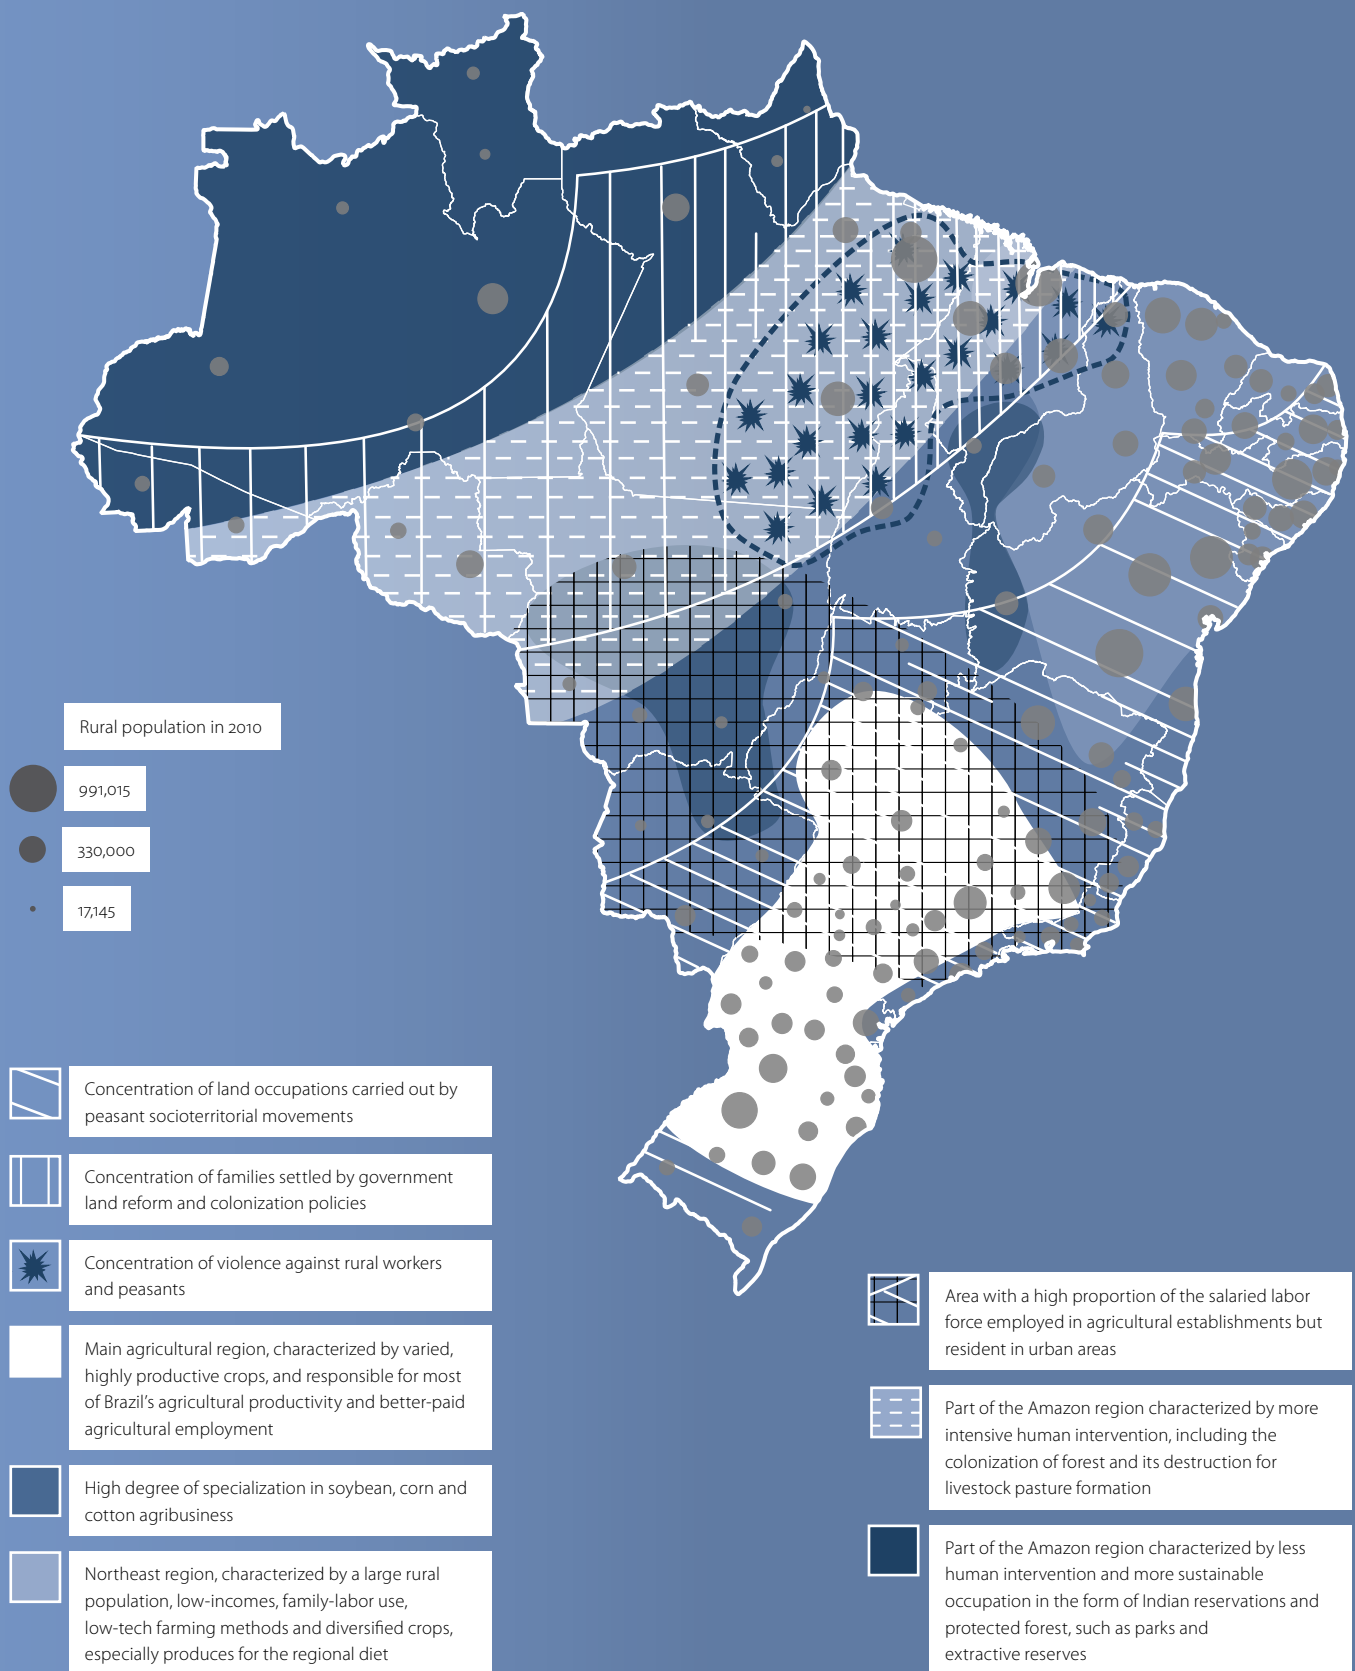 Rural population in 2010
991,015
330,000
17,145
Concentration of land occupations carried out by
peasant socioterritorial movements
Concentration of families settled by government
land reform and colonization policies
Concentration of violence against rural workers
and peasants
Main agricultural region, characterized by varied,
highly productive crops, and responsible for most
of Brazil's agricultural productivity and better-paid
agricultural employment
High degree of specialization in soybean, corn and
cotton agribusiness
Northeast region, characterized by a large rural
population, low-incomes, family-labor use,
low-tech farming methods and diversified crops,
especially produces for the regional diet
Area with a high proportion of the salaried labor
force employed in agricultural establishments but
resident in urban areas
Part of the Amazon region characterized by more
intensive human intervention, including the
colonization of forest and its destruction for
livestock pasture formation
Part of the Amazon region characterized by less
human intervention and more sustainable
occupation in the form of Indian reservations and
protected forest, such as parks and
extractive reserves